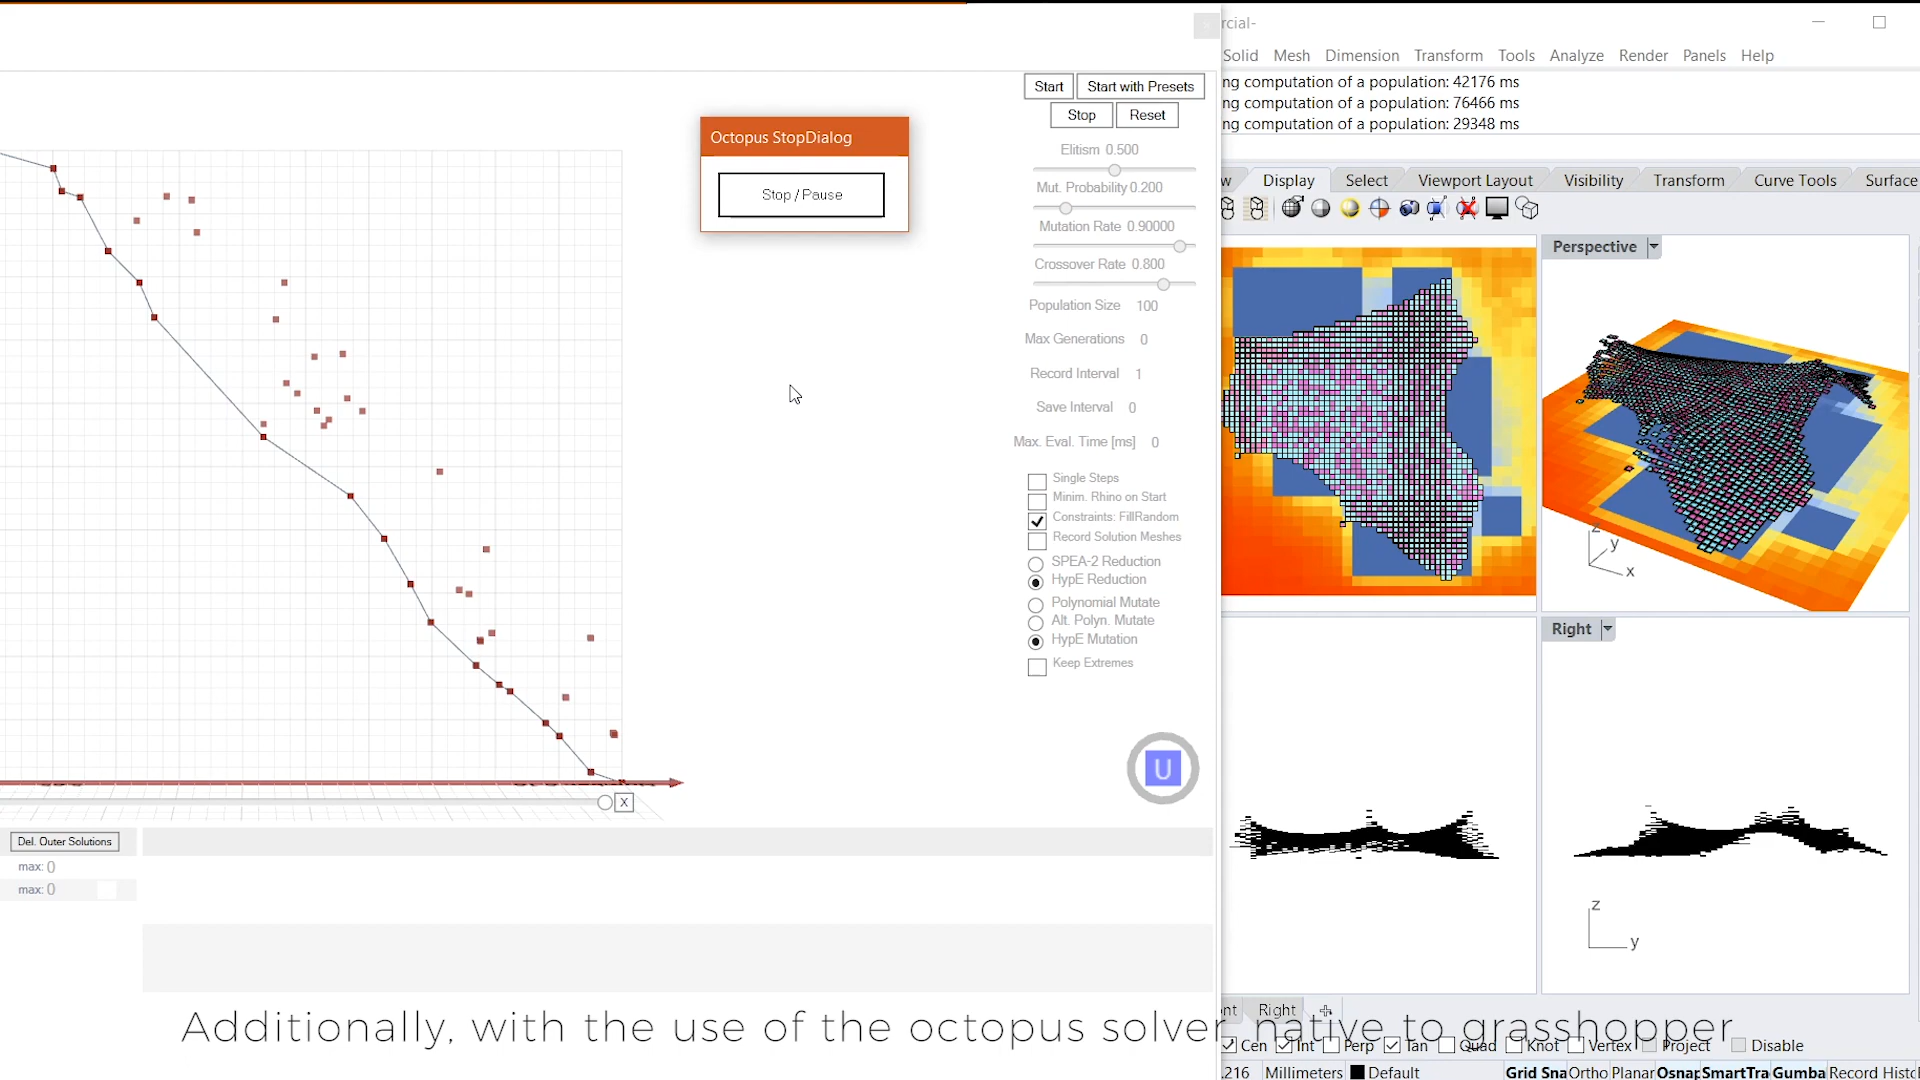 rcial-
Solid Mesh Dimension Transform Tools Analyze Render Panels Help
Start Start with Presets
ng computation of a population: 42176 ms
ng computation of a population: 76466 ms
ng computation of a population: 29348 ms
Stop Reset
Octopus StopDialog
Stop / Pause
Elitism 0.500
Mut. Probability 0.200
Mutation Rate 0.90000
Crossover Rate 0.800
Population Size 100
Max Generations 0
Record Interval 1
Save Interval 0
Max. Eval. Time [ms] 0
Single Steps
Minim. Rhino on Start
Constraints: FillRandom
Record Solution Meshes
SPEA-2 Reduction
HypE Reduction
Polynomial Mutate
Alt. Polyn. Mutate
HypE Mutation
Keep Extremes
U
X
Del. Outer Solutions
max: 0
max: 0
w Display Select Viewport Layout Visibility Transform Curve Tools Surface
Perspective
z
y
x
Right
z
y
nt Right
Additionally, with the use of the octopus solver, native to grasshopper
Cen Int Perp Tan Quad Knot Vertex Project Disable
.216 Millimeters Default Grid Sna Ortho Planar Osnap SmartTra Gumba Record Histo